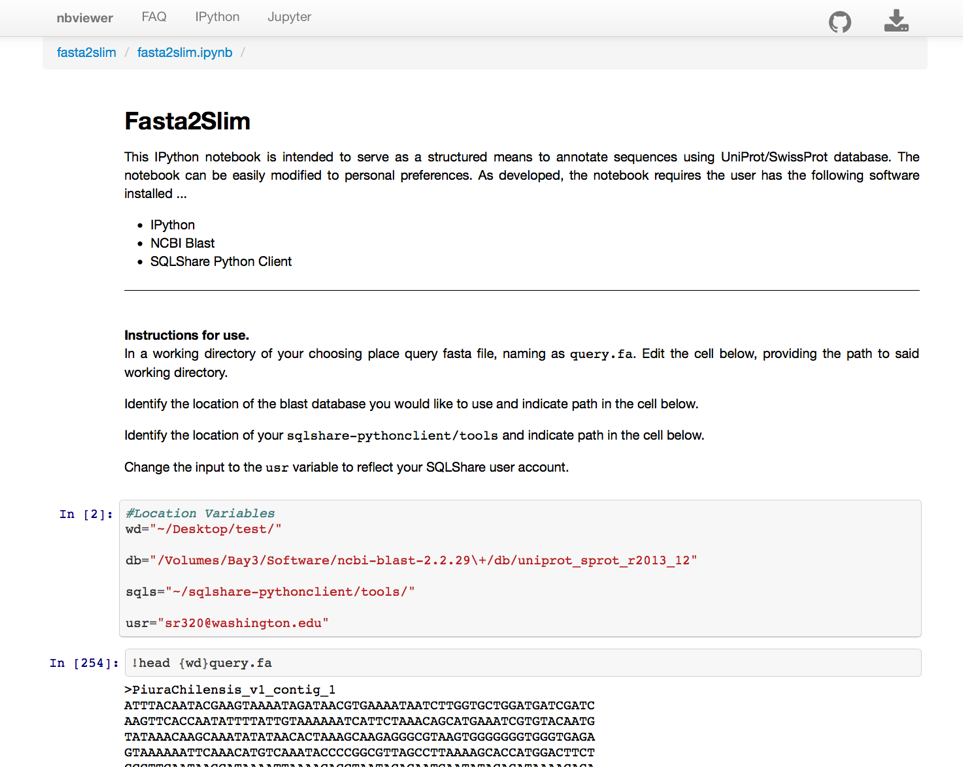 nbviewer FAQ IPython Jupyter
fasta2slim / fasta2slim.ipynb /
Fasta2Slim
This IPython notebook is intended to serve as a structured means to annotate sequences using UniProt/SwissProt database. The
notebook can be easily modified to personal preferences. As developed, the notebook requires the user has the following software
installed ...
• IPython
• NCBI Blast
• SQLShare Python Client
Instructions for use.
In a working directory of your choosing place query fasta file, naming as query.fa. Edit the cell below, providing the path to said
working directory.
Identify the location of the blast database you would like to use and indicate path in the cell below.
Identify the location of your sqlshare-pythonclient/tools and indicate path in the cell below.
Change the input to the usr variable to reflect your SQLShare user account.
In [2]: #Location Variables
wd="~/Desktop/test/"
db="/Volumes/Bay3/Software/ncbi-blast-2.2.29\+/db/uniprot_sprot_r2013_12"
sqls="~/sqlshare-pythonclient/tools/"
usr="sr320@washington.edu"
In [254]: !head {wd}query.fa
>PiuraChilensis_v1_contig_1
ATTTACAATACGAAGTAAAATAGATAACGTGAAAATAATCTTGGTGCTGGATGATCGATC
AAGTTCACCAATATTTTATTGTAAAAAATCATTCTAAACAGCATGAAATCGTGTACAATG
TATAAACAAGCAAATATATAACACTAAAGCAAGAGGGCGTAAGTGGGGGGGTGGGTGAGA
GTAAAAAATTCAAACATGTCAAATACCCCGGCGTTAGCCTTAAAAGCACCATGGACTTCT